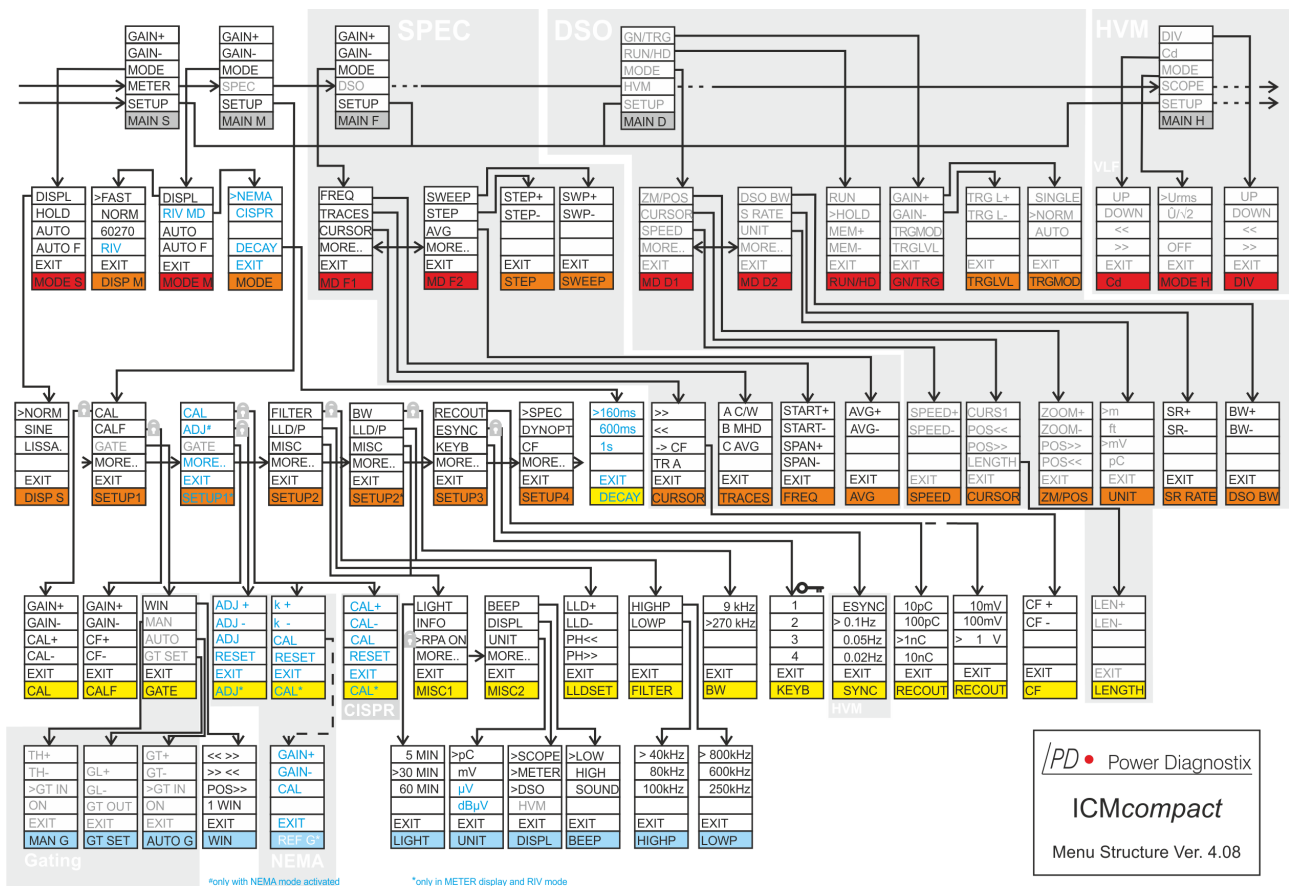 SPEC
DSO
HVM
GAIN+
GAIN-
MODE
METER
SETUP
MAIN S
GAIN+
GAIN-
MODE
SPEC
SETUP
MAIN M
GAIN+
GAIN-
MODE
DSO
SETUP
MAIN F
GN/TRG
RUN/HD
MODE
HVM
SETUP
MAIN D
DIV
Cd
MODE
SCOPE
SETUP
MAIN H
VLF
DISPL
HOLD
AUTO
AUTO F
EXIT
MODE S
>FAST
NORM
60270
RIV
EXIT
DISP M
DISPL
RIV MD
AUTO
AUTO F
EXIT
MODE M
>NEMA
CISPR
DECAY
EXIT
MODE
FREQ
TRACES
CURSOR
MORE..
EXIT
MD F1
SWEEP
STEP
AVG
MORE..
EXIT
MD F2
STEP+
STEP-
EXIT
STEP
SWP+
SWP-
EXIT
SWEEP
ZM/POS
CURSOR
SPEED
MORE..
EXIT
MD D1
DSO BW
S RATE
UNIT
MORE..
EXIT
MD D2
RUN
>HOLD
MEM+
MEM-
EXIT
RUN/HD
GAIN+
GAIN-
TRGMOD
TRGLVL
EXIT
GN/TRG
TRG L+
TRG L-
EXIT
TRGLVL
SINGLE
>NORM
AUTO
EXIT
TRGMOD
UP
DOWN
<<
>>
EXIT
Cd
>Urms
Û/√2
OFF
EXIT
MODE H
UP
DOWN
<<
>>
EXIT
DIV
>NORM
SINE
LISSA.
EXIT
DISP S
CAL
CALF
GATE
MORE..
EXIT
SETUP1
CAL
ADJ#
GATE
MORE..
EXIT
SETUP1*
FILTER
LLD/P
MISC
MORE..
EXIT
SETUP2
BW
LLD/P
MISC
MORE..
EXIT
SETUP2*
RECOUT
ESYNC
KEYB
MORE..
EXIT
SETUP3
>SPEC
DYNOPT
CF
MORE..
EXIT
SETUP4
>160ms
600ms
1s
EXIT
DECAY
>>
<<
-> CF
TR A
EXIT
CURSOR
A C/W
B MHD
C AVG
EXIT
TRACES
START+
START-
SPAN+
SPAN-
EXIT
FREQ
AVG+
AVG-
EXIT
AVG
SPEED+
SPEED-
EXIT
SPEED
CURS1
POS<<
POS>>
LENGTH
EXIT
CURSOR
ZOOM+
ZOOM-
POS>>
POS<<
EXIT
ZM/POS
>m
ft
>mV
pC
EXIT
UNIT
SR+
SR-
EXIT
SR RATE
BW+
BW-
EXIT
DSO BW
GAIN+
GAIN-
CAL+
CAL-
EXIT
CAL
GAIN+
GAIN-
CF+
CF-
EXIT
CALF
WIN
MAN
AUTO
GT SET
EXIT
GATE
ADJ +
ADJ -
ADJ
RESET
EXIT
ADJ*
k +
k -
CAL
RESET
EXIT
CAL*
CAL+
CAL-
CAL
RESET
EXIT
CAL*
CISPR
LIGHT
INFO
>RPA ON
MORE..
EXIT
MISC1
BEEP
DISPL
UNIT
MORE..
EXIT
MISC2
LLD+
LLD-
PH<<
PH>>
EXIT
LLDSET
HIGHP
LOWP
EXIT
FILTER
9 kHz
>270 kHz
EXIT
BW
1
2
3
4
EXIT
KEYB
ESYNC
> 0.1Hz
0.05Hz
0.02Hz
EXIT
SYNC
HVM
10pC
100pC
>1nC
10nC
EXIT
RECOUT
10mV
100mV
> 1 V
EXIT
RECOUT
CF +
CF -
EXIT
CF
LEN+
LEN-
EXIT
LENGTH
TH+
TH-
>GT IN
ON
EXIT
MAN G
GL+
GL-
GT OUT
EXIT
GT SET
GT+
GT-
>GT IN
ON
EXIT
AUTO G
<< >>
>> <<
POS>>
1 WIN
EXIT
WIN
Gating
GAIN+
GAIN-
CAL
EXIT
REF G*
NEMA
5 MIN
>30 MIN
60 MIN
EXIT
LIGHT
>pC
mV
µV
dBµV
EXIT
UNIT
>SCOPE
>METER
>DSO
HVM
EXIT
DISPL
>LOW
HIGH
SOUND
EXIT
BEEP
> 40kHz
80kHz
100kHz
EXIT
HIGHP
> 800kHz
600kHz
250kHz
EXIT
LOWP
PD Power Diagnostix
ICMcompact
Menu Structure Ver. 4.08
#only with NEMA mode activated
*only in METER display and RIV mode